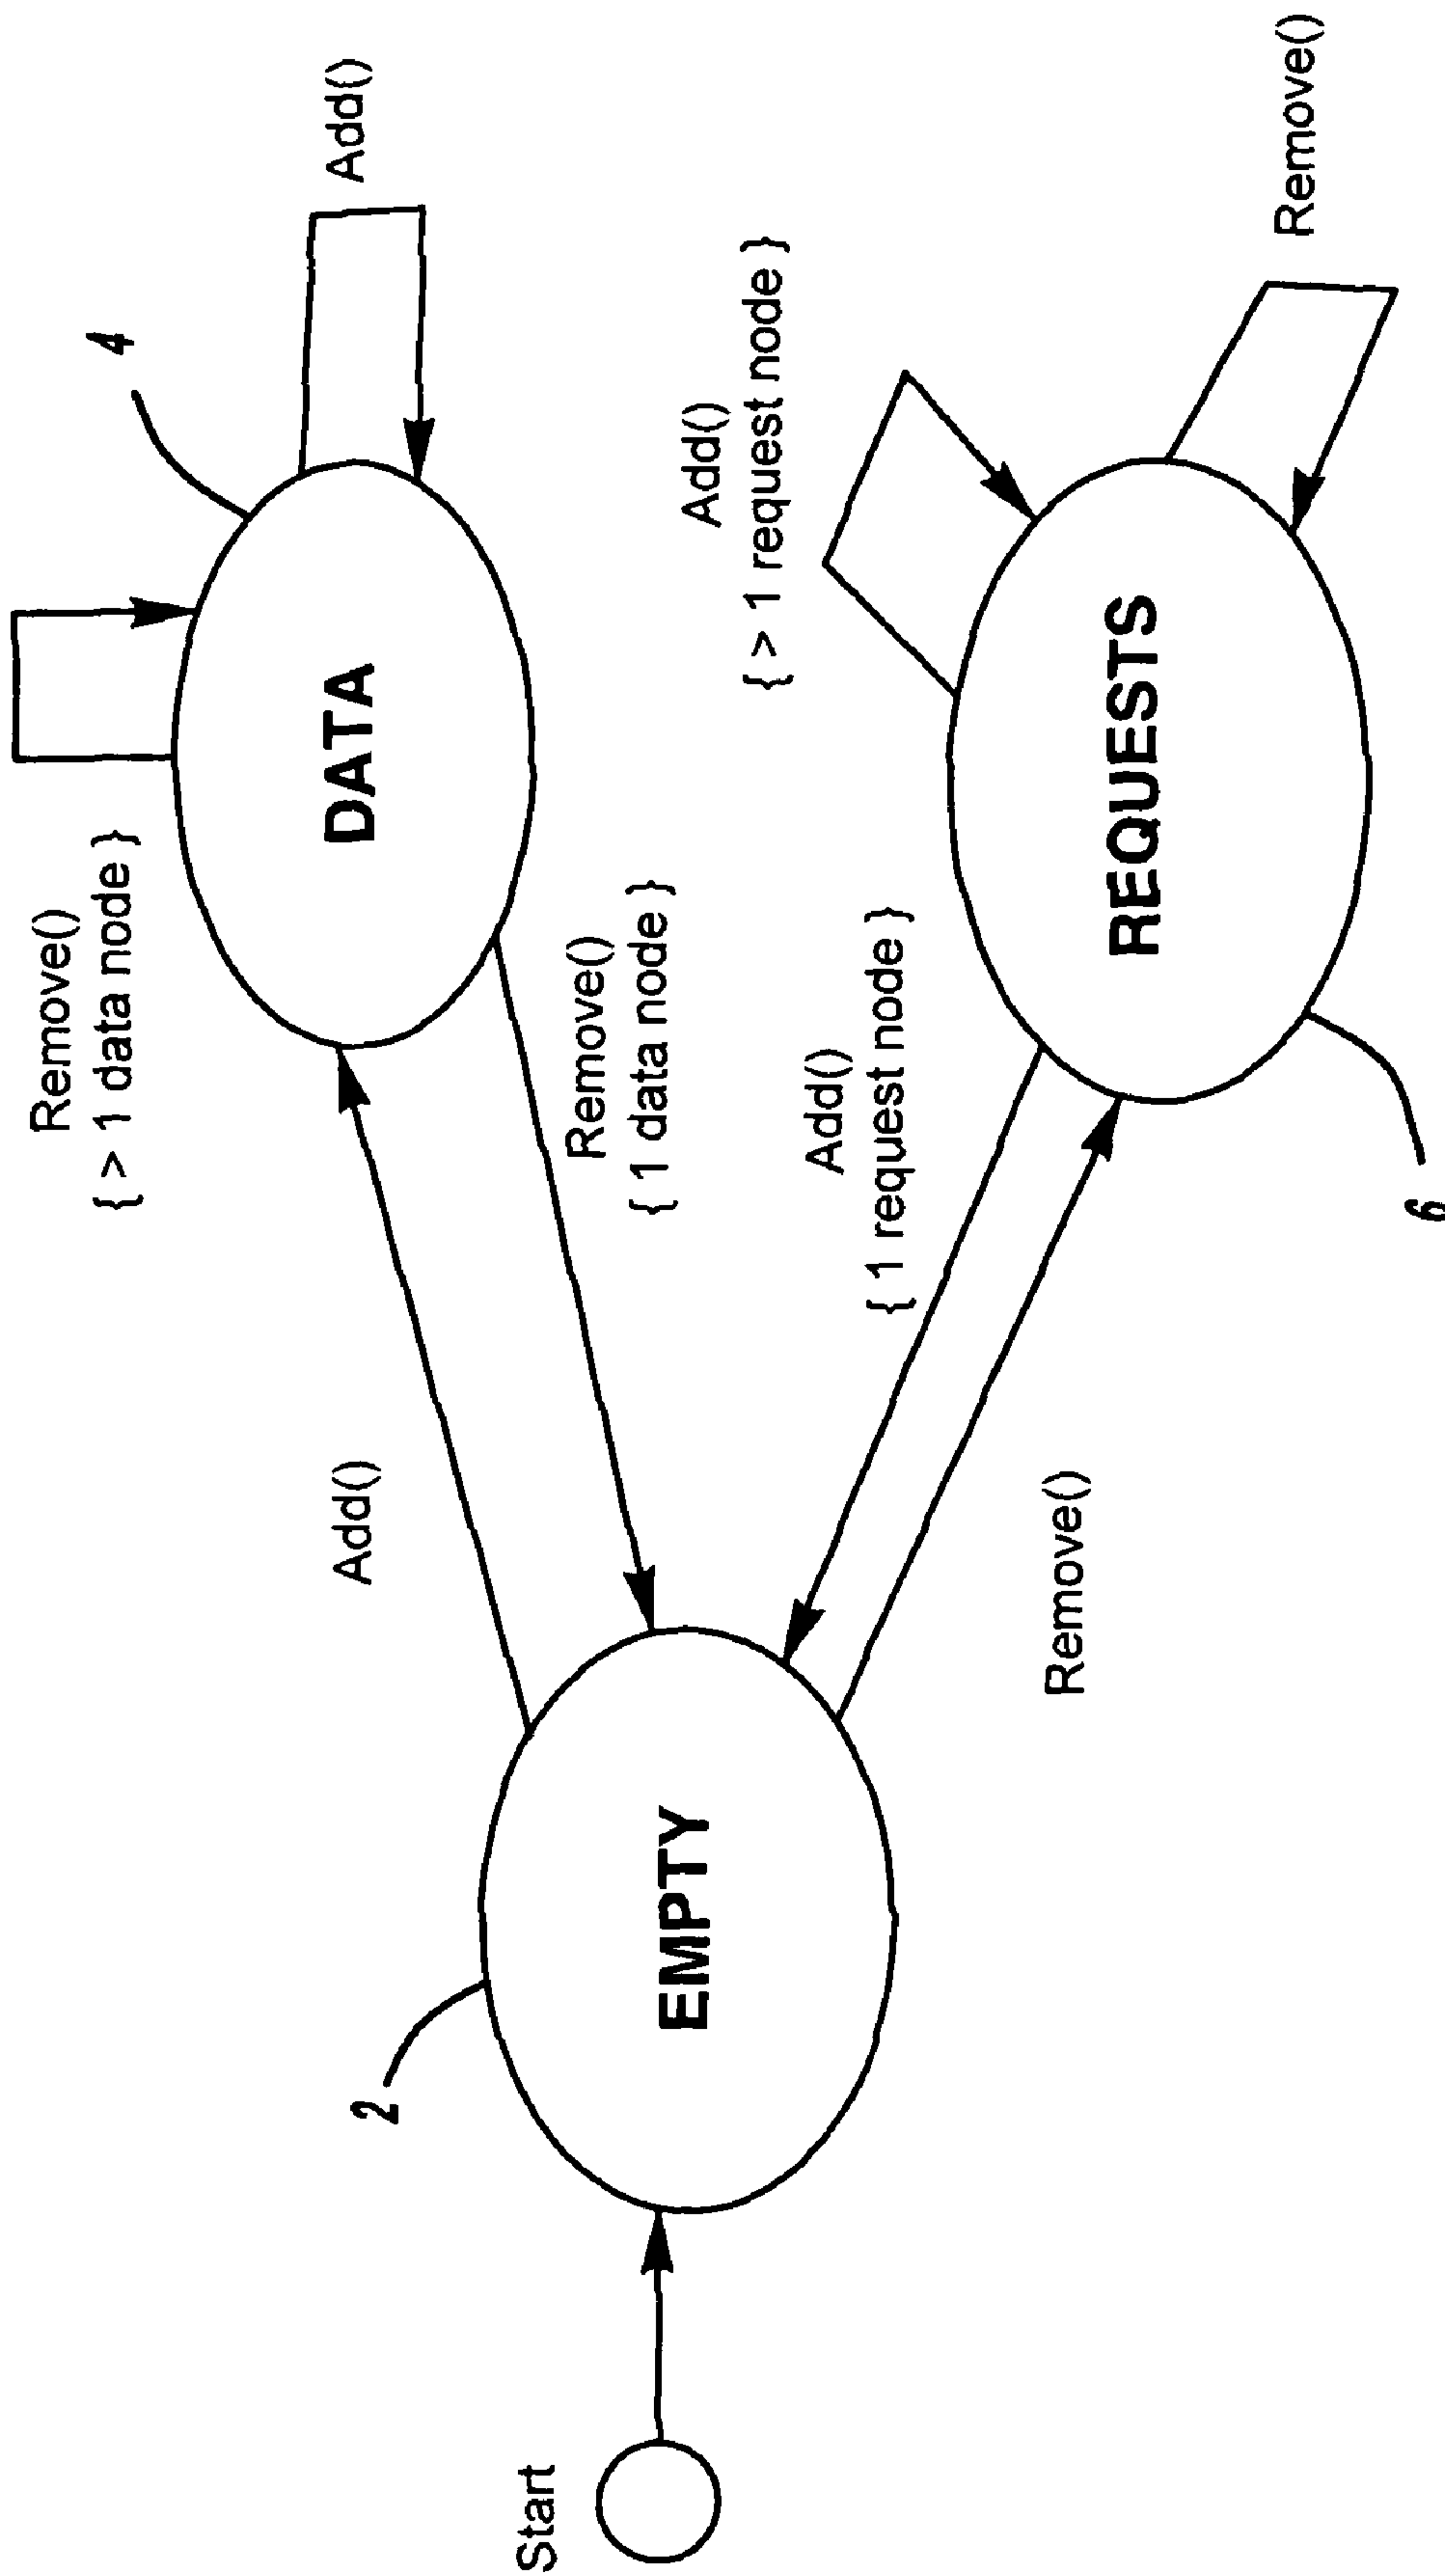 Start
2
EMPTY
Add()
Remove()
{ 1 data node }
Remove()
{ > 1 data node }
4
DATA
Add()
Add()
{ 1 request node }
Remove()
6
REQUESTS
Add()
{ > 1 request node }
Remove()